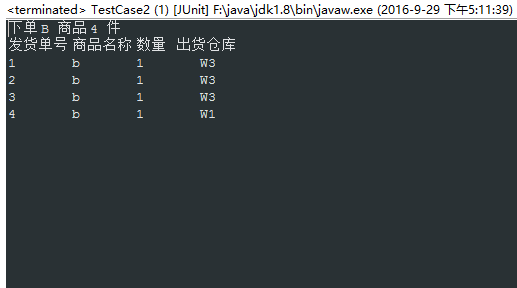 <terminated> TestCase2 (1) [JUnit] F:\java\jdk1.8\bin\javaw.exe (2016-9-29 下午5:11:39)
下单B 商品4 件
发货单号 商品名称 数量 出货仓库
1 b 1 W3
2 b 1 W3
3 b 1 W3
4 b 1 W1